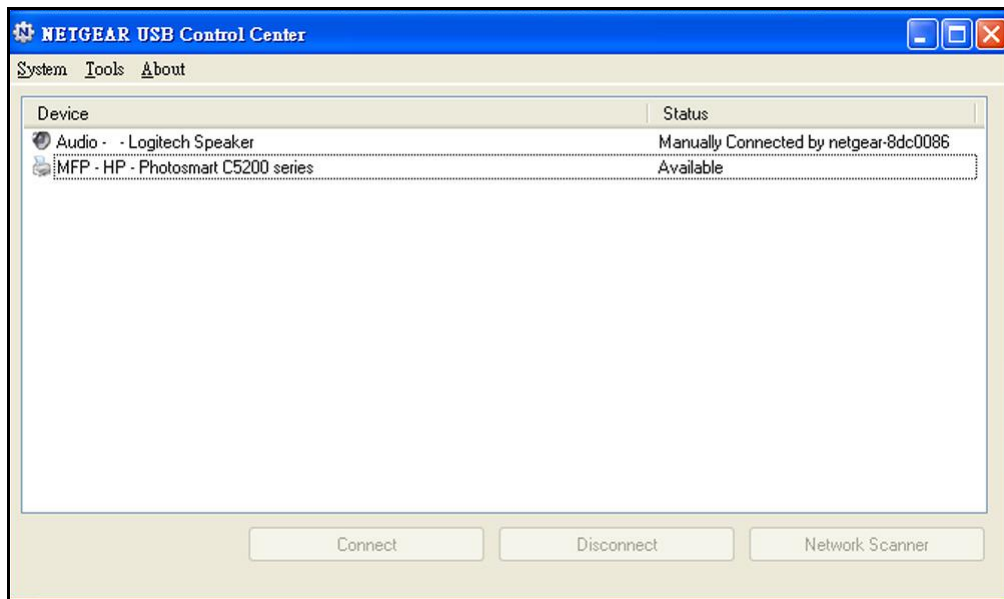 NETGEAR USB Control Center
System Tools About
Device Status
Audio - - Logitech Speaker Manually Connected by netgear-8dc0086
MFP - HP - Photosmart C5200 series Available
Connect Disconnect Network Scanner